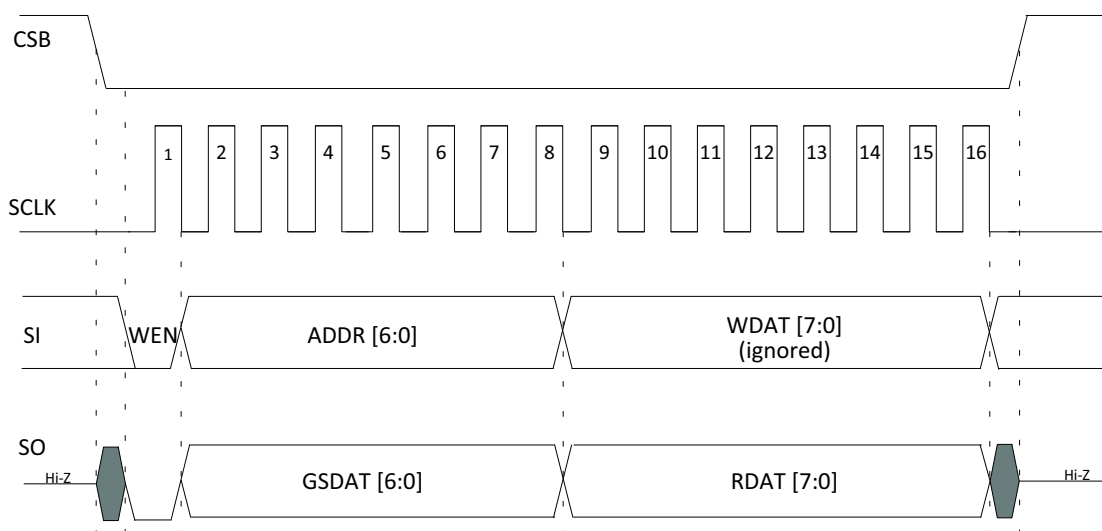 CSB
1 2 3 4 5 6 7 8 9 10 11 12 13 14 15 16
SCLK
SI WEN ADDR [6:0] WDAT [7:0]
(ignored)
SO
Hi-Z GSDAT [6:0] RDAT [7:0] Hi-Z